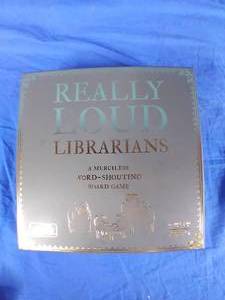 REALLY
LOUD
LIBRARIANS
A MERCILESS
WORD-SHOUTING
BOARD GAME